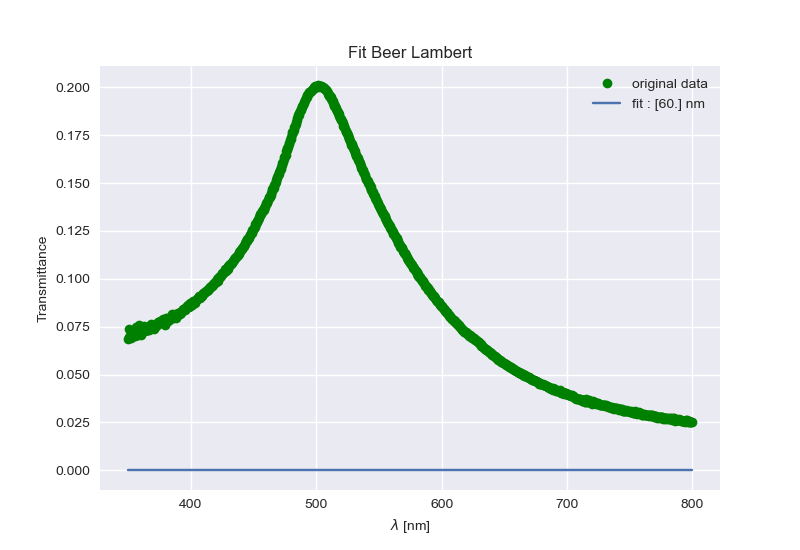 Fit Beer Lambert
original data
fit : [60.] nm
Transmittance
0.200
0.175
0.150
0.125
0.100
0.075
0.050
0.025
0.000
400
500
600
700
800
λ [nm]